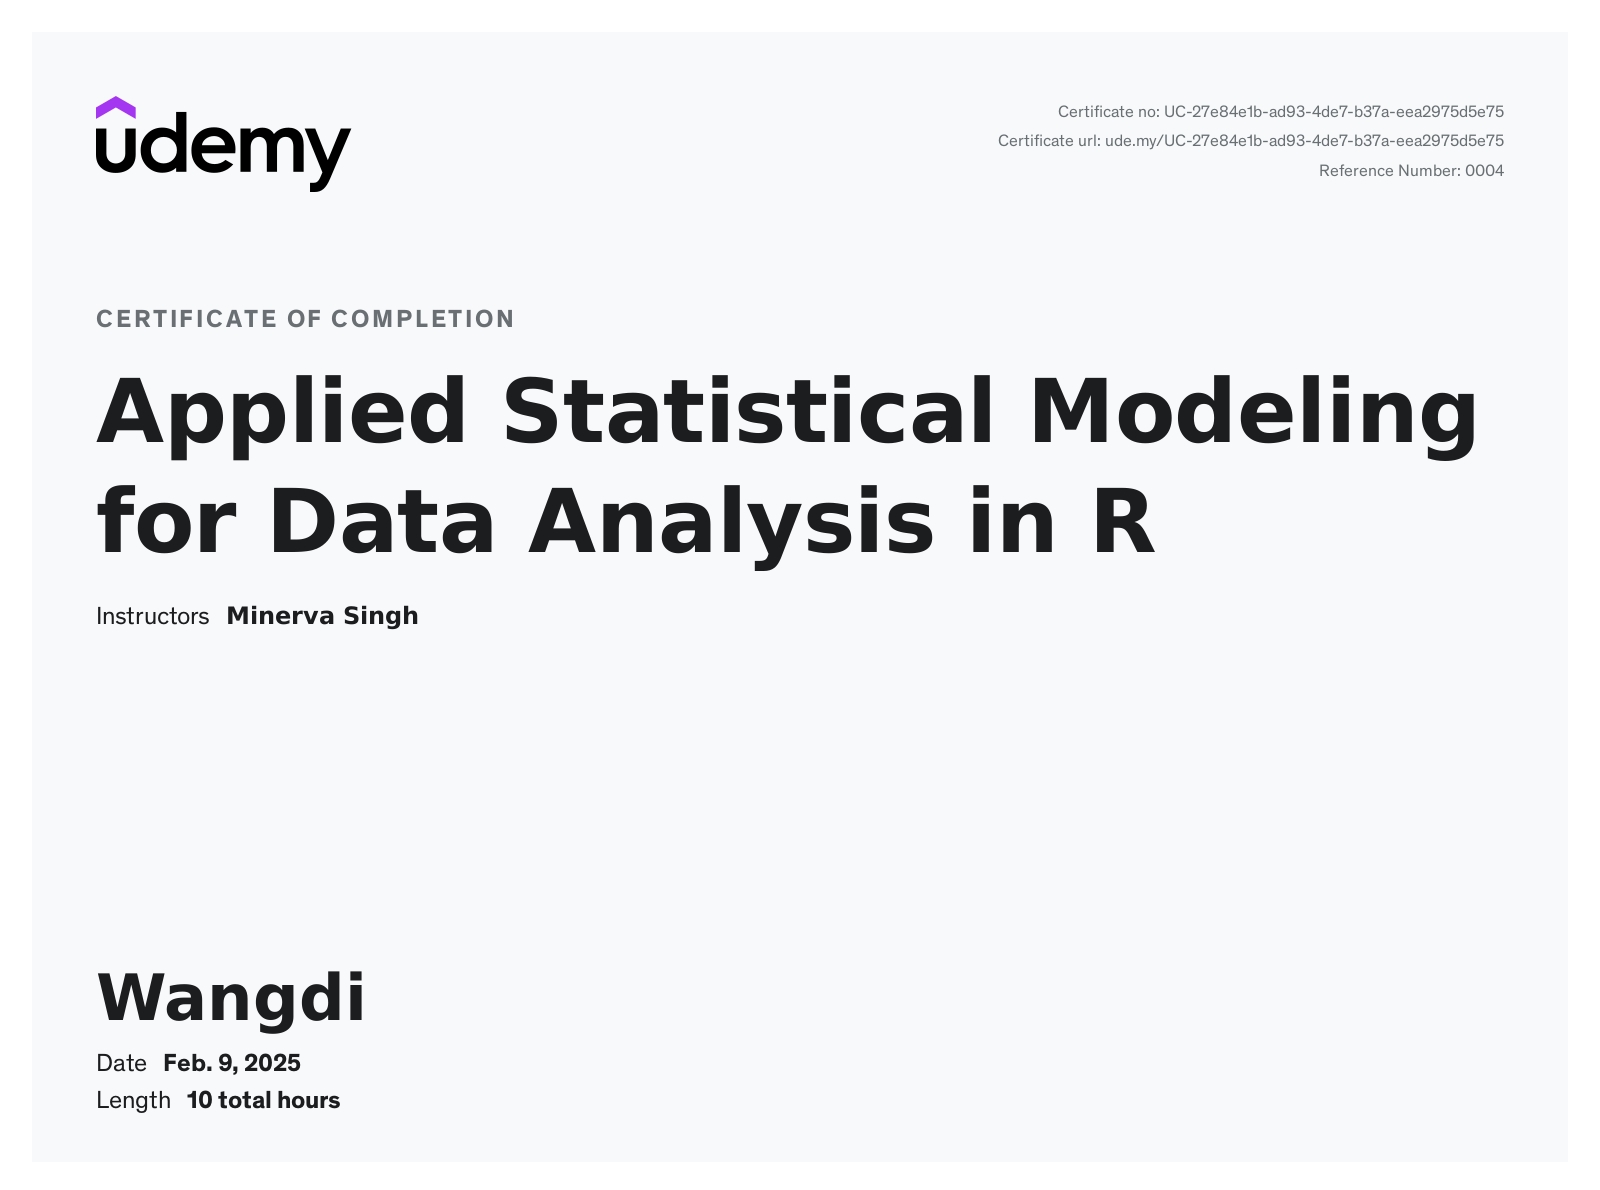 udemy
Certificate no: UC-27e84e1b-ad93-4de7-b37a-eea2975d5e75
Certificate url: ude.my/UC-27e84e1b-ad93-4de7-b37a-eea2975d5e75
Reference Number: 0004
CERTIFICATE OF COMPLETION
Applied Statistical Modeling
for Data Analysis in R
Instructors Minerva Singh
Wangdi
Date Feb. 9, 2025
Length 10 total hours